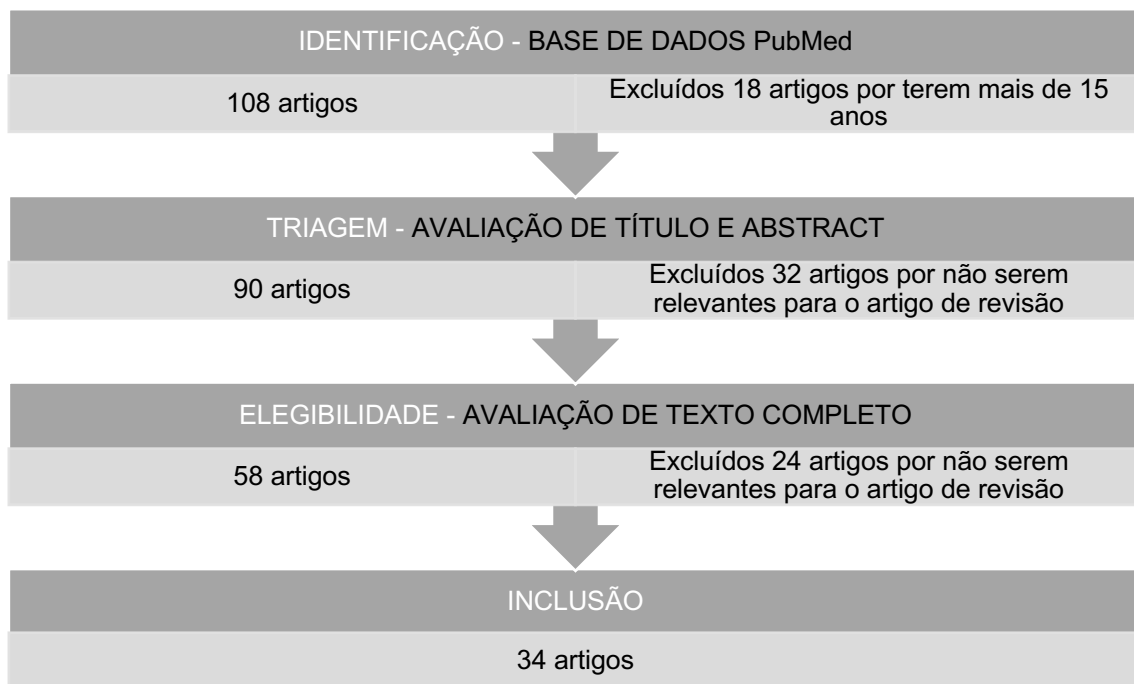 IDENTIFICAÇÃO - BASE DE DADOS PubMed
108 artigos
Excluídos 18 artigos por terem mais de 15
anos
TRIAGEM - AVALIAÇÃO DE TÍTULO E ABSTRACT
90 artigos
Excluídos 32 artigos por não serem
relevantes para o artigo de revisão
ELEGIBILIDADE - AVALIAÇÃO DE TEXTO COMPLETO
58 artigos
Excluídos 24 artigos por não serem
relevantes para o artigo de revisão
INCLUSÃO
34 artigos